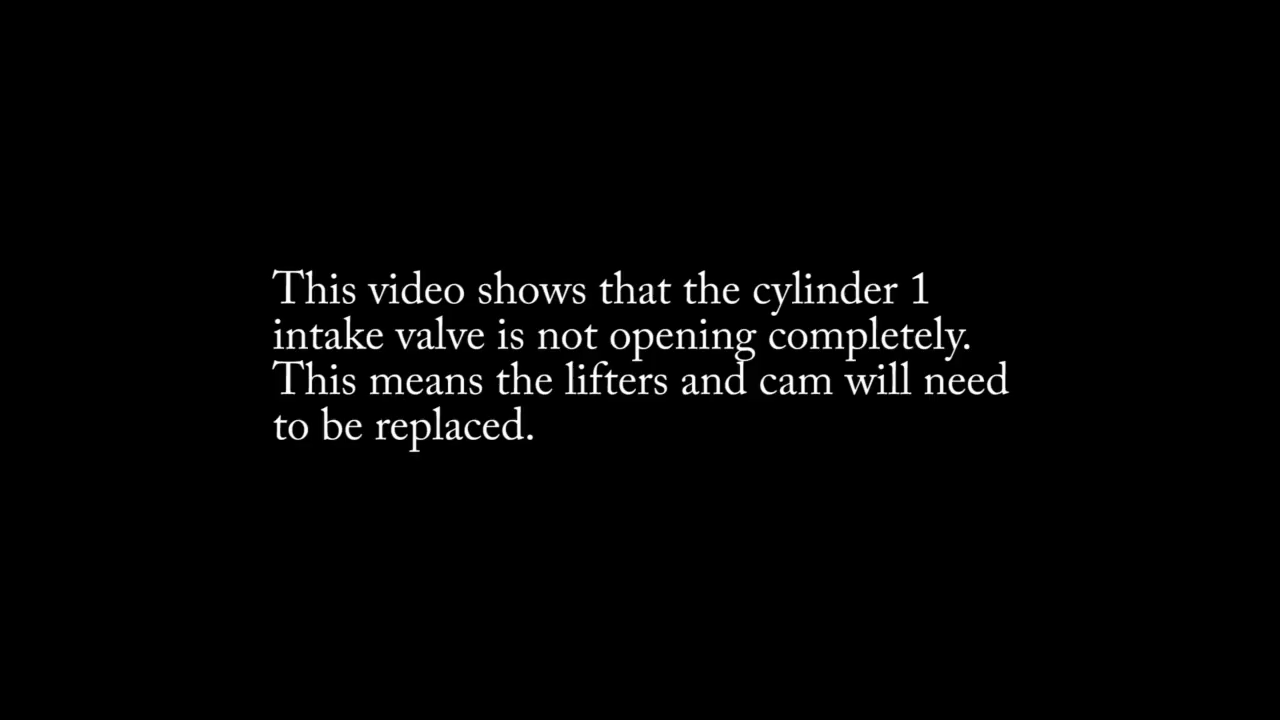 This video shows that the cylinder 1
intake valve is not opening completely.
This means the lifters and cam will need
to be replaced.